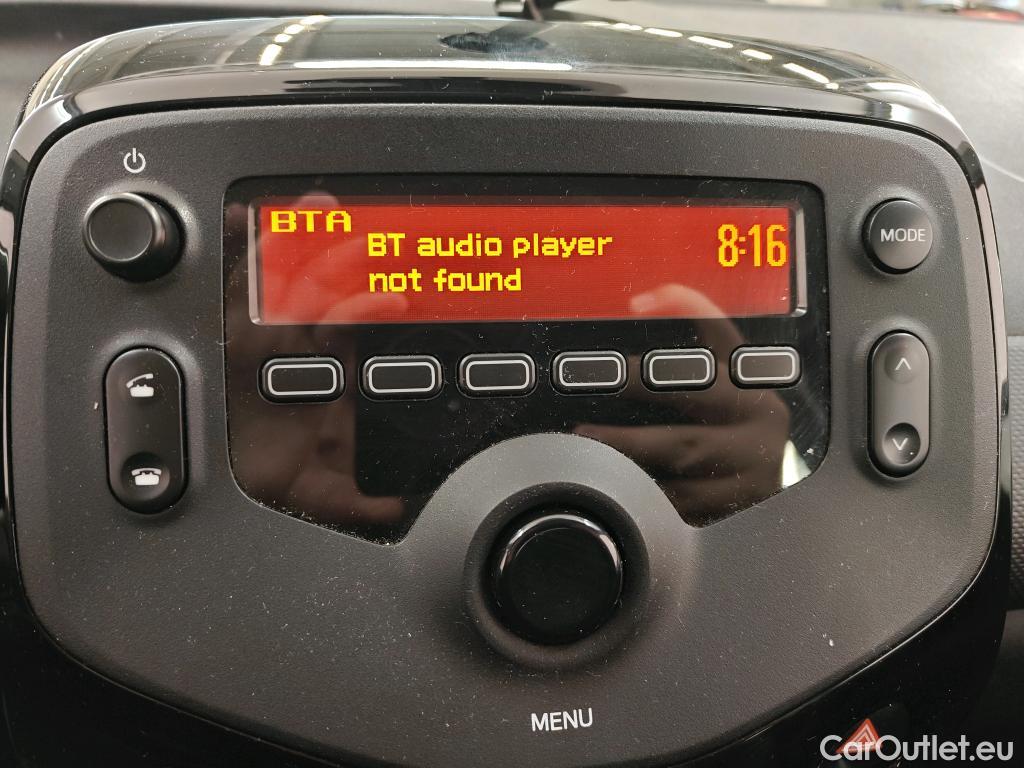 BTA
BT audio player
not found
8:16
MODE
MENU
CarOutlet.eu